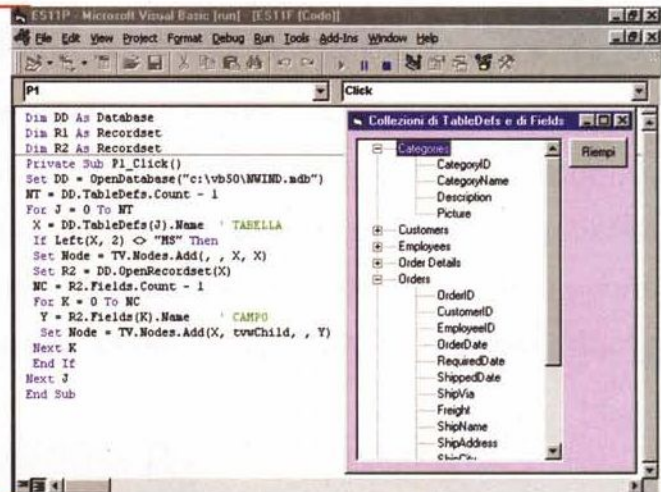 ES11P - Microsoft Visual Basic [run] - [ES11F (Code)]
File Edit View Project Format Debug Run Tools Add-Ins Window Help
P1
Click
Dim DD As Database
Dim R1 As Recordset
Dim R2 As Recordset
Private Sub P1_Click()
Set DD = OpenDatabase("c:\vb50\NWIND.mdb")
NT = DD.TableDefs.Count - 1
For J = 0 To NT
X = DD.TableDefs(J).Name ' TABELLA
If Left(X, 2) <> "MS" Then
Set Node = TV.Nodes.Add(, , X, X)
Set R2 = DD.OpenRecordset(X)
NC = R2.Fields.Count - 1
For K = 0 To NC
Y = R2.Fields(K).Name ' CAMPO
Set Node = TV.Nodes.Add(X, tvwChild, , Y)
Next K
End If
Next J
End Sub
Collezioni di TableDefs e di Fields
Riempi
Categories
CategoryID
CategoryName
Description
Picture
Customers
Employees
Order Details
Orders
OrderID
CustomerID
EmployeeID
OrderDate
RequiredDate
ShippedDate
ShipVia
Freight
ShipName
ShipAddress
ShipCity